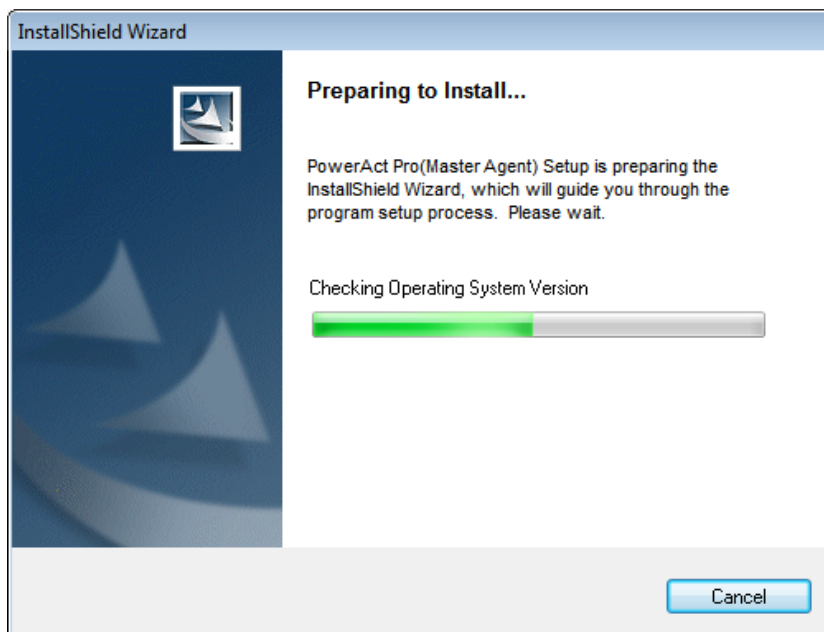 InstallShield Wizard
Preparing to Install...
PowerAct Pro(Master Agent) Setup is preparing the
InstallShield Wizard, which will guide you through the
program setup process.  Please wait.
Checking Operating System Version
Cancel